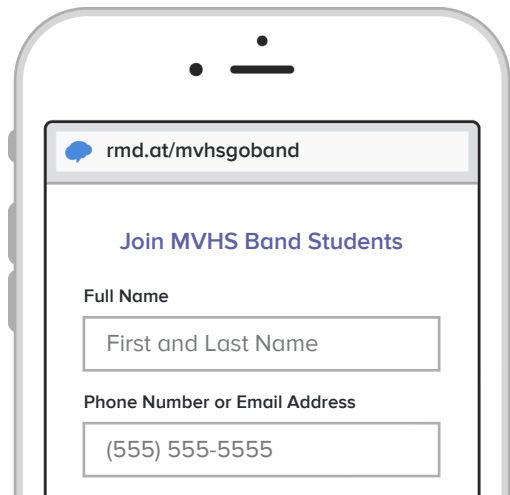 rmd.at/mvhsgoband
Join MVHS Band Students
Full Name
First and Last Name
Phone Number or Email Address
(555) 555-5555